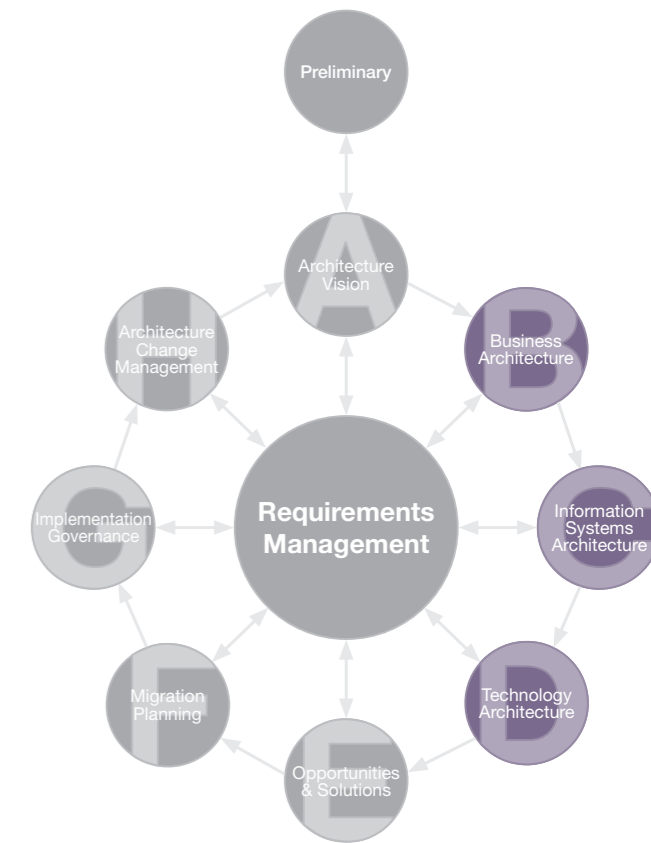 Preliminary
A
Architecture
Vision
B
Business
Architecture
C
Information
Systems
Architecture
D
Technology
Architecture
E
Opportunities
& Solutions
F
Migration
Planning
G
Implementation
Governance
H
Architecture
Change
Management
Requirements
Management